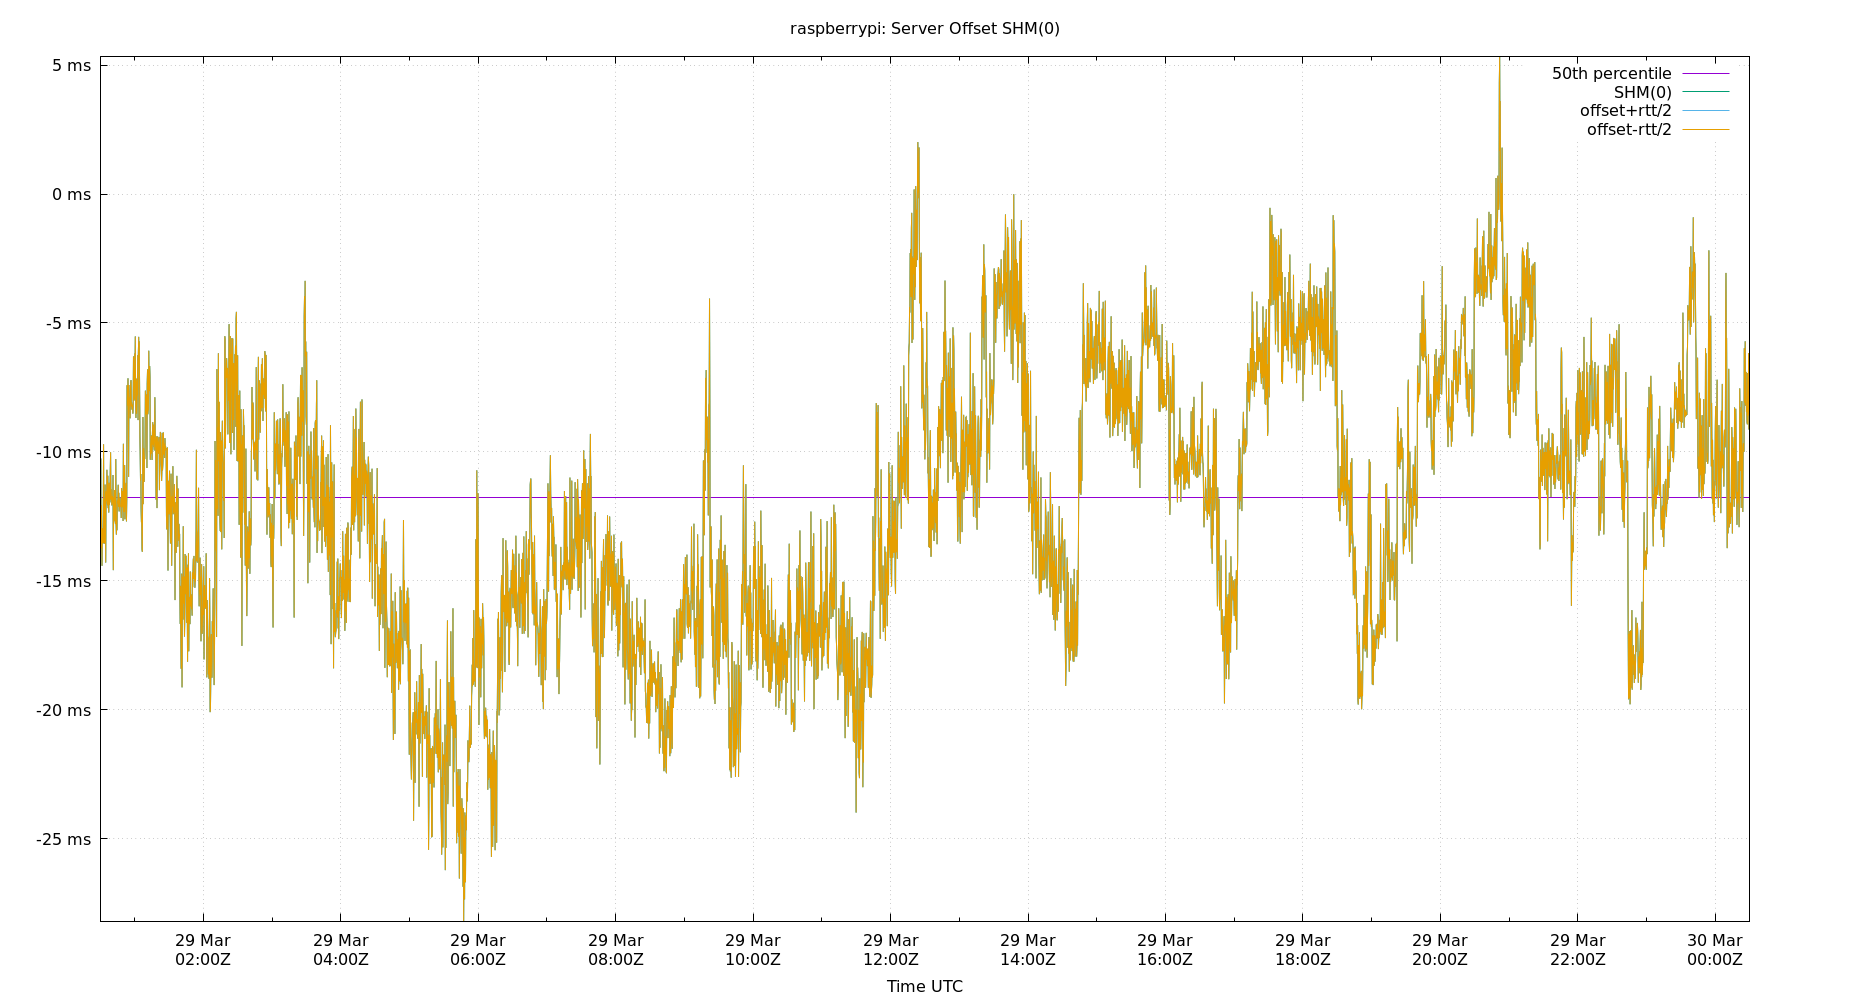 raspberrypi: Server Offset SHM(0)
50th percentile
SHM(0)
offset+rtt/2
offset-rtt/2
5 ms
0 ms
-5 ms
-10 ms
-15 ms
-20 ms
-25 ms
29 Mar 29 Mar 29 Mar 29 Mar 29 Mar 29 Mar 29 Mar 29 Mar 29 Mar 29 Mar 29 Mar 30 Mar
02:00Z 04:00Z 06:00Z 08:00Z 10:00Z 12:00Z 14:00Z 16:00Z 18:00Z 20:00Z 22:00Z 00:00Z
Time UTC